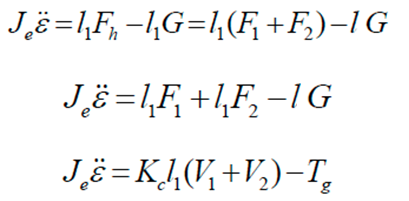 J_e ε̈ = l_1 F_h − l_1 G = l_1 (F_1 + F_2) − l G
J_e ε̈ = l_1 F_1 + l_1 F_2 − l G
J_e ε̈ = K_c l_1 (V_1 + V_2) − T_g